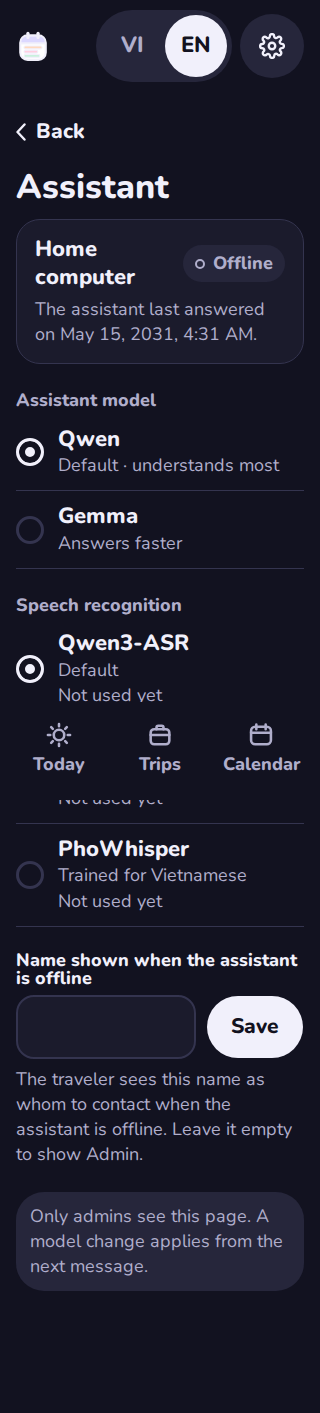 VI EN
Back
Assistant
Home
computer
Offline
The assistant last answered
on May 15, 2031, 4:31 AM.
Assistant model
Qwen
Default · understands most
Gemma
Answers faster
Speech recognition
Qwen3-ASR
Default
Not used yet
Today Trips Calendar
Not used yet
PhoWhisper
Trained for Vietnamese
Not used yet
Name shown when the assistant
is offline
Save
The traveler sees this name as
whom to contact when the
assistant is offline. Leave it empty
to show Admin.
Only admins see this page. A
model change applies from the
next message.